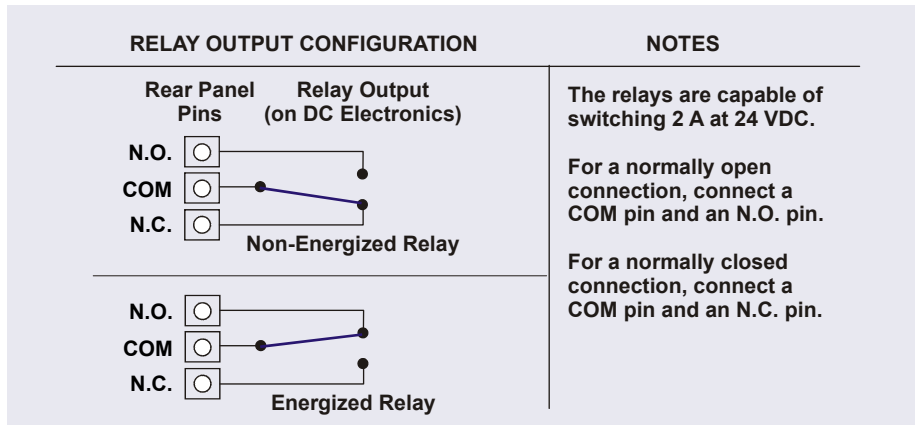 RELAY OUTPUT CONFIGURATION
NOTES
Rear Panel
Pins
Relay Output
(on DC Electronics)
N.O.
COM
N.C.
Non-Energized Relay
N.O.
COM
N.C.
Energized Relay
The relays are capable of
switching 2 A at 24 VDC.
For a normally open
connection, connect a
COM pin and an N.O. pin.
For a normally closed
connection, connect a
COM pin and an N.C. pin.